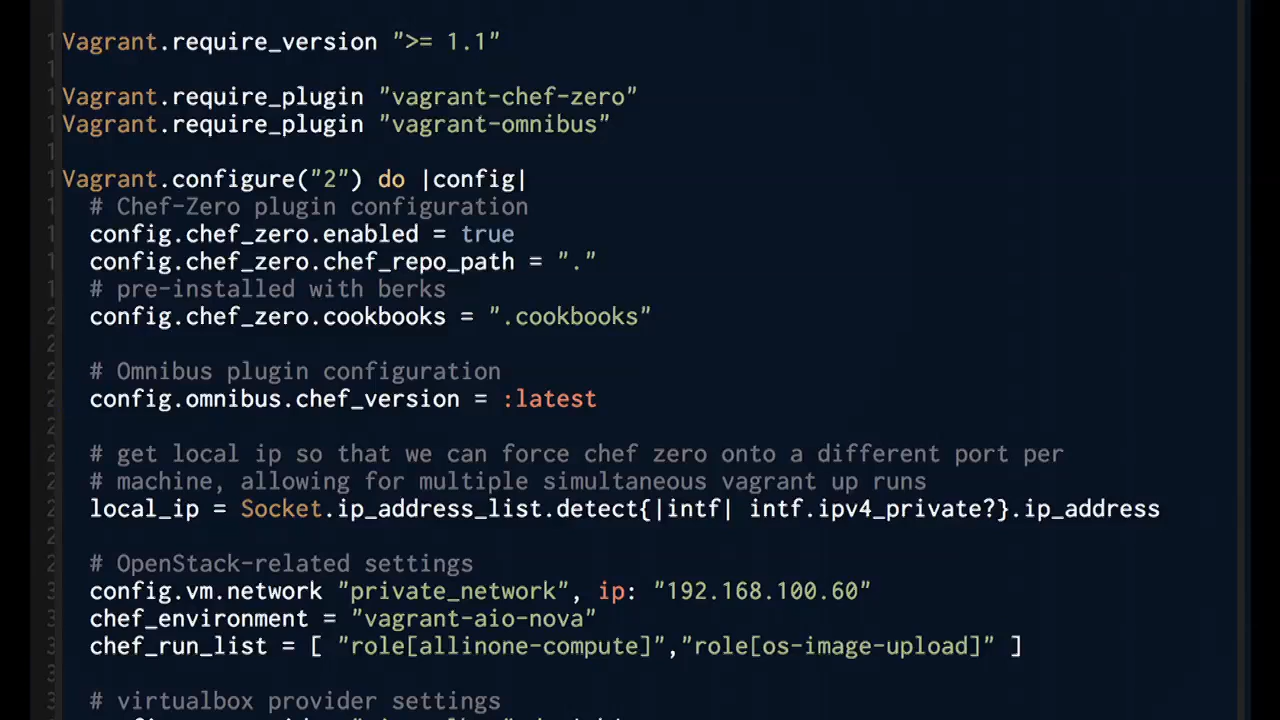 Vagrant.require_version ">= 1.1"
Vagrant.require_plugin "vagrant-chef-zero"
Vagrant.require_plugin "vagrant-omnibus"
Vagrant.configure("2") do |config|
# Chef-Zero plugin configuration
config.chef_zero.enabled = true
config.chef_zero.chef_repo_path = "."
# pre-installed with berks
config.chef_zero.cookbooks = ".cookbooks"
# Omnibus plugin configuration
config.omnibus.chef_version = :latest
# get local ip so that we can force chef zero onto a different port per
# machine, allowing for multiple simultaneous vagrant up runs
local_ip = Socket.ip_address_list.detect{|intf| intf.ipv4_private?}.ip_address
# OpenStack-related settings
config.vm.network "private_network", ip: "192.168.100.60"
chef_environment = "vagrant-aio-nova"
chef_run_list = [ "role[allinone-compute]","role[os-image-upload]" ]
# virtualbox provider settings